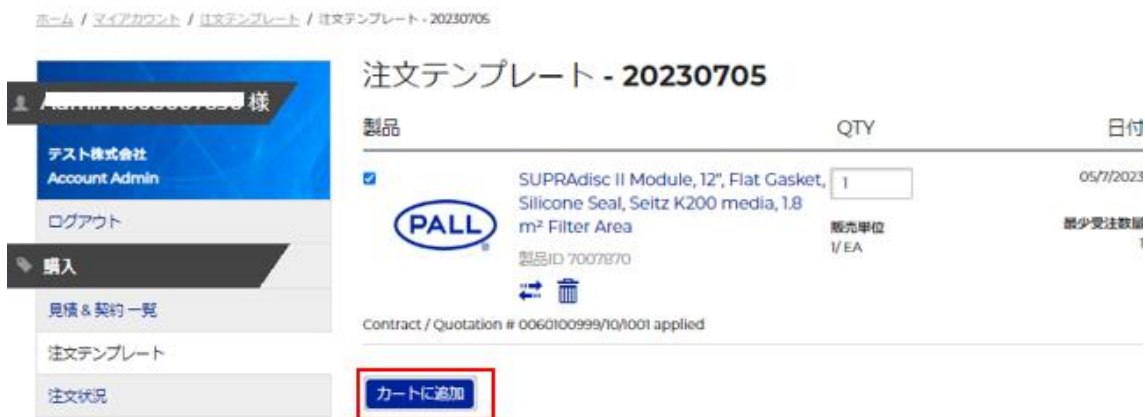 ホーム / マイアカウント / 注文テンプレート / 注文テンプレート - 20230705
様
テスト株式会社
Account Admin
ログアウト
購入
見積 & 契約 一覧
注文テンプレート
注文状況
注文テンプレート - 20230705
製品 QTY 日付
PALL
SUPRAdisc II Module, 12", Flat Gasket,
Silicone Seal, Seitz K200 media, 1.8
m² Filter Area
製品ID 7007870
1
販売単位
1/ EA
05/7/2023
最少受注数量
1
Contract / Quotation # 0060100999/10/1001 applied
カートに追加